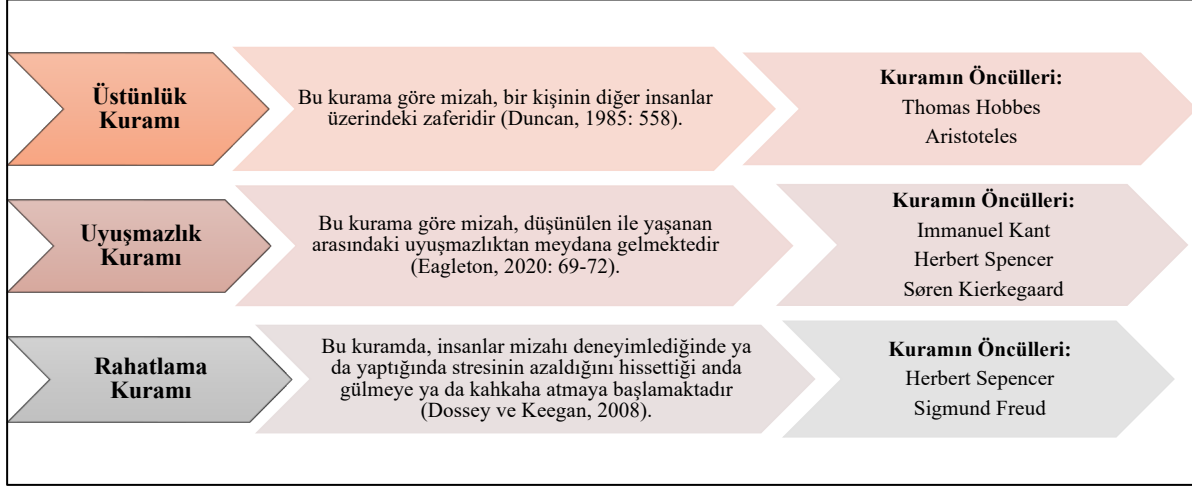 Üstünlük
Kuramı
Bu kurama göre mizah, bir kişinin diğer insanlar
üzerindeki zaferidir (Duncan, 1985: 558).
Kuramın Öncülleri:
Thomas Hobbes
Aristoteles
Uyuşmazlık
Kuramı
Bu kurama göre mizah, düşünülen ile yaşanan
arasındaki uyuşmazlıktan meydana gelmektedir
(Eagleton, 2020: 69-72).
Kuramın Öncülleri:
Immanuel Kant
Herbert Spencer
Søren Kierkegaard
Rahatlama
Kuramı
Bu kuramda, insanlar mizahı deneyimlediğinde ya
da yaptığında stresinin azaldığını hissettiği anda
gülmeye ya da kahkaha atmaya başlamaktadır
(Dossey ve Keegan, 2008).
Kuramın Öncülleri:
Herbert Sepencer
Sigmund Freud